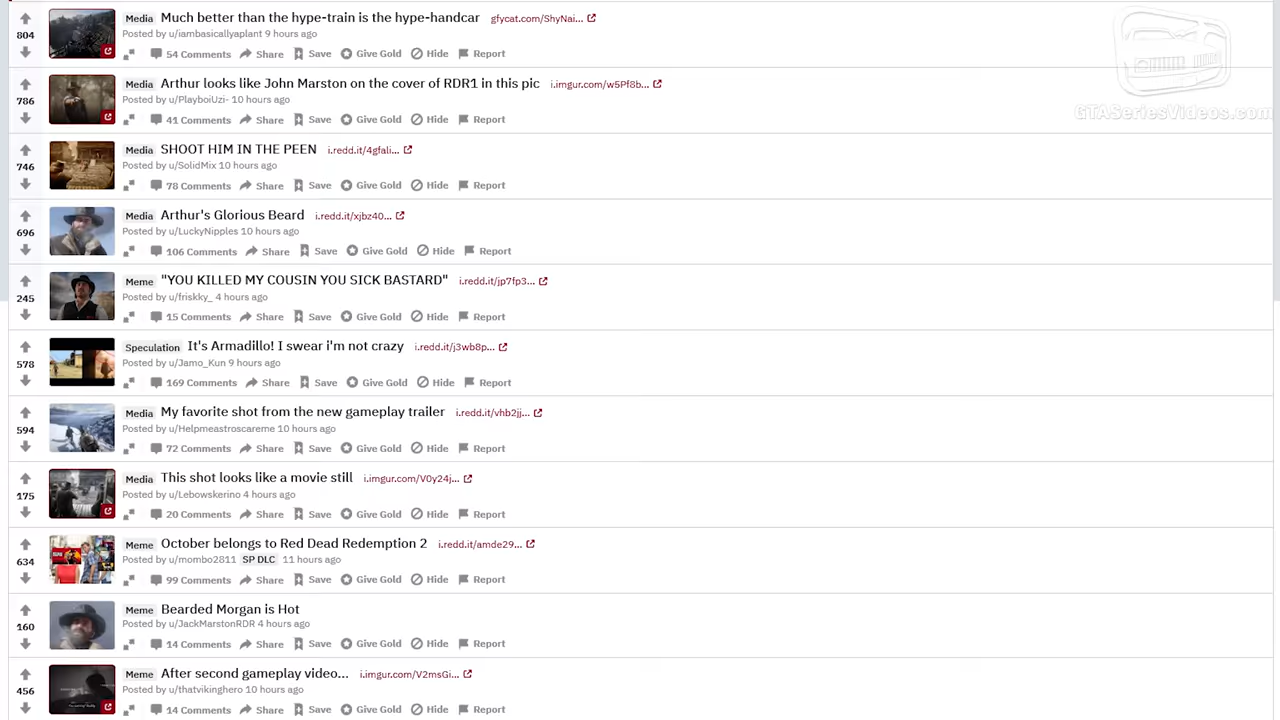 Media Much better than the hype-train is the hype-handcar gfycat.com/ShyNai...
804
Posted by u/iambasicallyaplant 9 hours ago
54 Comments Share Save Give Gold Hide Report
Media Arthur looks like John Marston on the cover of RDR1 in this pic i.imgur.com/w5Pf8b...
786
Posted by u/PlayboiUzi- 10 hours ago
GTASeriesVideos.com
41 Comments Share Save Give Gold Hide Report
Media SHOOT HIM IN THE PEEN i.redd.it/4gfali...
746
Posted by u/SolidMix 10 hours ago
78 Comments Share Save Give Gold Hide Report
Media Arthur's Glorious Beard i.redd.it/xjbz40...
696
Posted by u/LuckyNipples 10 hours ago
106 Comments Share Save Give Gold Hide Report
Meme "YOU KILLED MY COUSIN YOU SICK BASTARD" i.redd.it/jp7fp3...
245
Posted by u/friskky_ 4 hours ago
15 Comments Share Save Give Gold Hide Report
Speculation It's Armadillo! I swear i'm not crazy i.redd.it/j3wb8p...
578
Posted by u/Jamo_Kun 9 hours ago
169 Comments Share Save Give Gold Hide Report
Media My favorite shot from the new gameplay trailer i.redd.it/vhb2jj...
594
Posted by u/Helpmeastroscareme 10 hours ago
72 Comments Share Save Give Gold Hide Report
Media This shot looks like a movie still i.imgur.com/V0y24j...
175
Posted by u/Lebowskerino 4 hours ago
20 Comments Share Save Give Gold Hide Report
Meme October belongs to Red Dead Redemption 2 i.redd.it/amde29...
634
Posted by u/mombo2811 SP DLC 11 hours ago
99 Comments Share Save Give Gold Hide Report
Meme Bearded Morgan is Hot
160
Posted by u/JackMarstonRDR 4 hours ago
14 Comments Share Save Give Gold Hide Report
Meme After second gameplay video... i.imgur.com/V2msGi...
456
Posted by u/thatvikinghero 10 hours ago
14 Comments Share Save Give Gold Hide Report